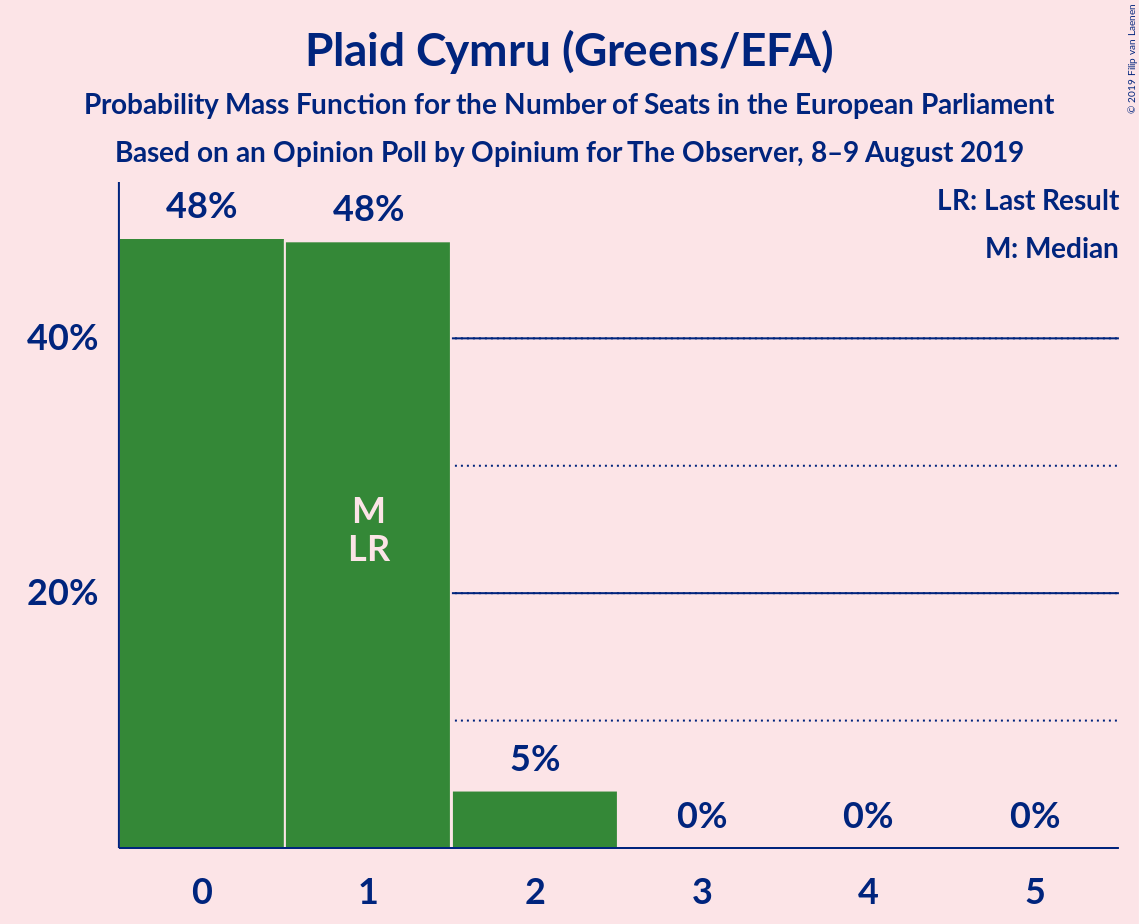 Plaid Cymru (Greens/EFA)
Probability Mass Function for the Number of Seats in the European Parliament
Based on an Opinion Poll by Opinium for The Observer, 8–9 August 2019
© 2019 Filip van Laenen
LR: Last Result
M: Median
48%
48%
40%
M
LR
20%
5%
0%
0%
0%
0
1
2
3
4
5